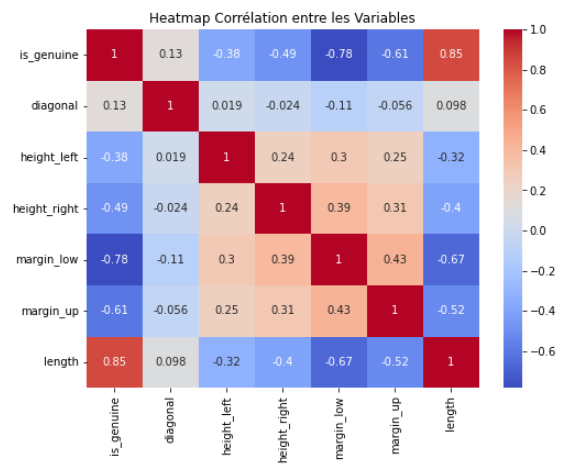 Heatmap Corrélation entre les Variables
is_genuine 1 0.13 -0.38 -0.49 -0.78 -0.61 0.85
diagonal 0.13 1 0.019 -0.024 -0.11 -0.056 0.098
height_left -0.38 0.019 1 0.24 0.3 0.25 -0.32
height_right -0.49 -0.024 0.24 1 0.39 0.31 -0.4
margin_low -0.78 -0.11 0.3 0.39 1 0.43 -0.67
margin_up -0.61 -0.056 0.25 0.31 0.43 1 -0.52
length 0.85 0.098 -0.32 -0.4 -0.67 -0.52 1
is_genuine diagonal height_left height_right margin_low margin_up length
1.0
0.8
0.6
0.4
0.2
0.0
-0.2
-0.4
-0.6